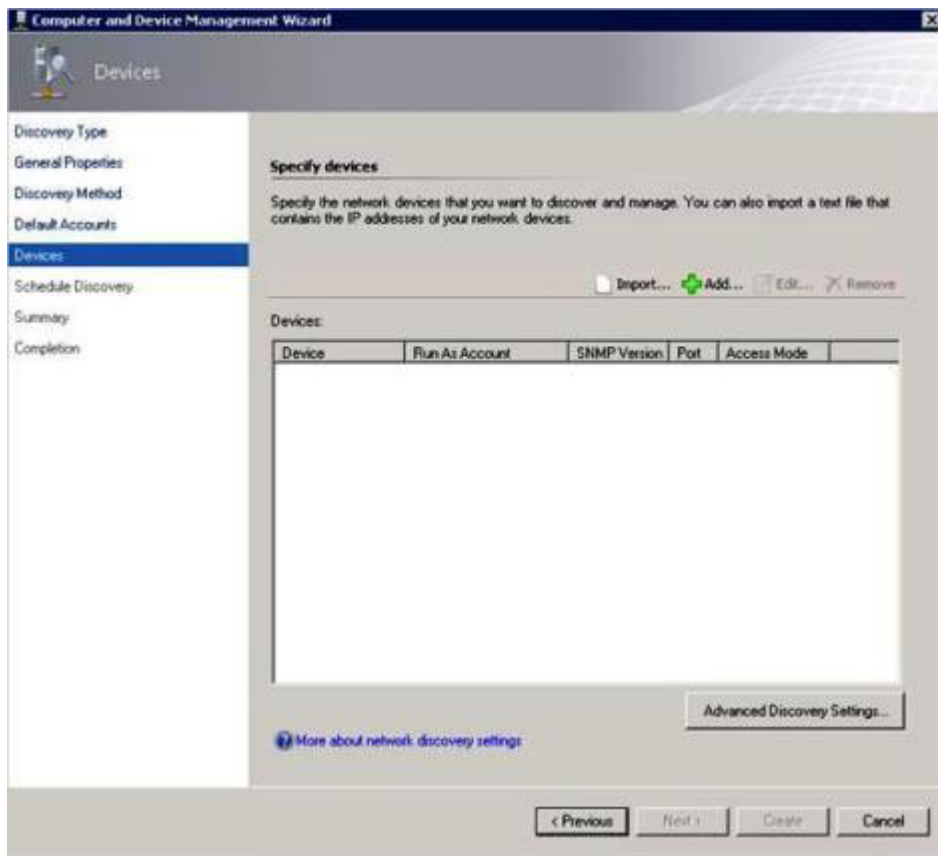 Computer and Device Management Wizard
Devices
Discovery Type
General Properties
Discovery Method
Default Accounts
Devices
Schedule Discovery
Summary
Completion
Specify devices
Specify the network devices that you want to discover and manage. You can also import a text file that
contains the IP addresses of your network devices.
Import... Add... Edit... Remove
Devices:
Device Run As Account SNMP Version Port Access Mode
Advanced Discovery Settings...
More about network discovery settings
< Previous Next > Create Cancel